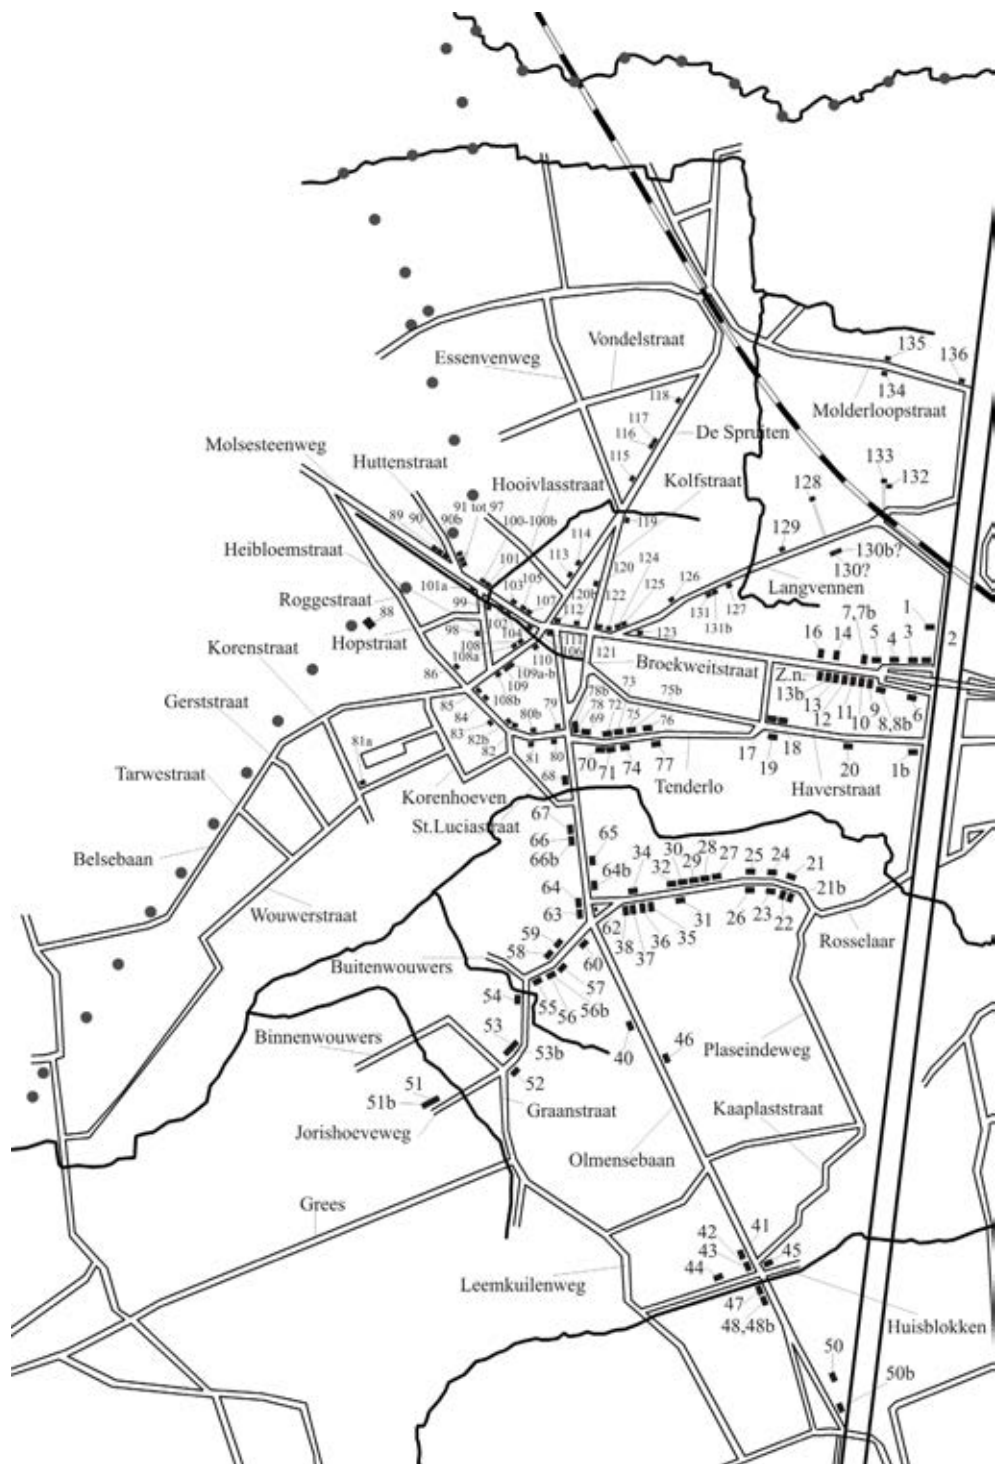 135
136
Vondelstraat
Essenvenweg
134
Molderloopstraat
118
117
De Spruiten
116
Molsesteenweg
Huttenstraat
115
Kolfstraat
133
132
Hooivlasstraat
128
91 tot 97
89
90
90b
100-100b
119
Heibloemstraat
114
129
130b?
101
113
124
130?
Langvennen
101a
105
120
125
126
Roggestraat
103
120b
122
99
107
127
7,7b
1
88
102
112
131
131b
Hopstraat
98
104
123
16
14
5
4
3
2
Korenstraat
108
111
106
121
Broekweitstraat
108a
110
86
109a-b
Z.n.
109
73
13b
Gerststraat
108b
78b
75b
13
12
11
10
9
8,8b
6
85
78
84
80b
79
69
72
75
76
83
81a
82b
82
81
80
70
71
74
77
17
18
19
20
1b
Tarwestraat
68
Tenderlo
Haverstraat
Korenhoeven
St.Luciastraat
67
66
65
66b
28
Belsebaan
34
30
29
27
25
24
21
32
64b
21b
Wouwerstraat
64
63
62
31
26
23
22
38
36
35
Rosselaar
59
37
58
60
Buitenwouwers
57
54
55
56
56b
53
Binnenwouwers
53b
40
46
Plaseindeweg
51
52
51b
Graanstraat
Kaaplaststraat
Jorishoeveweg
Olmensebaan
Grees
42
41
43
45
44
Leemkuilenweg
47
48,48b
Huisblokken
50
50b